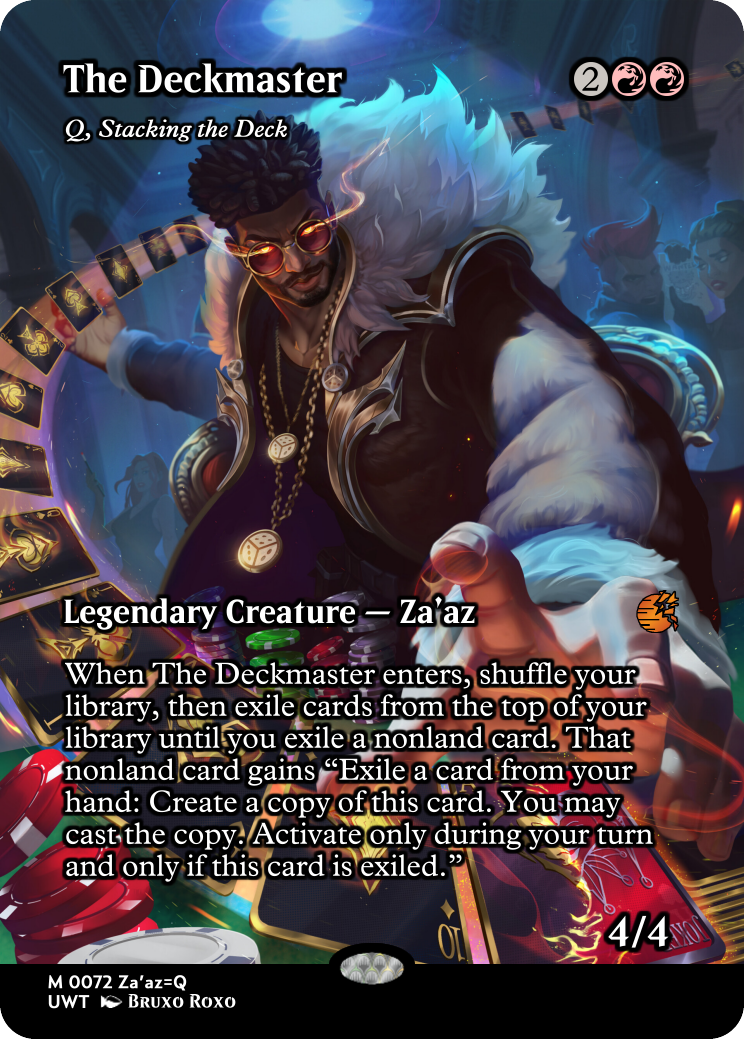 The Deckmaster 2
Q, Stacking the Deck
Legendary Creature — Za'az
When The Deckmaster enters, shuffle your
library, then exile cards from the top of your
library until you exile a nonland card. That
nonland card gains “Exile a card from your
hand: Create a copy of this card. You may
cast the copy. Activate only during your turn
and only if this card is exiled.”
10
4/4
M 0072 Za'az=Q
UWT Bruxo Roxo